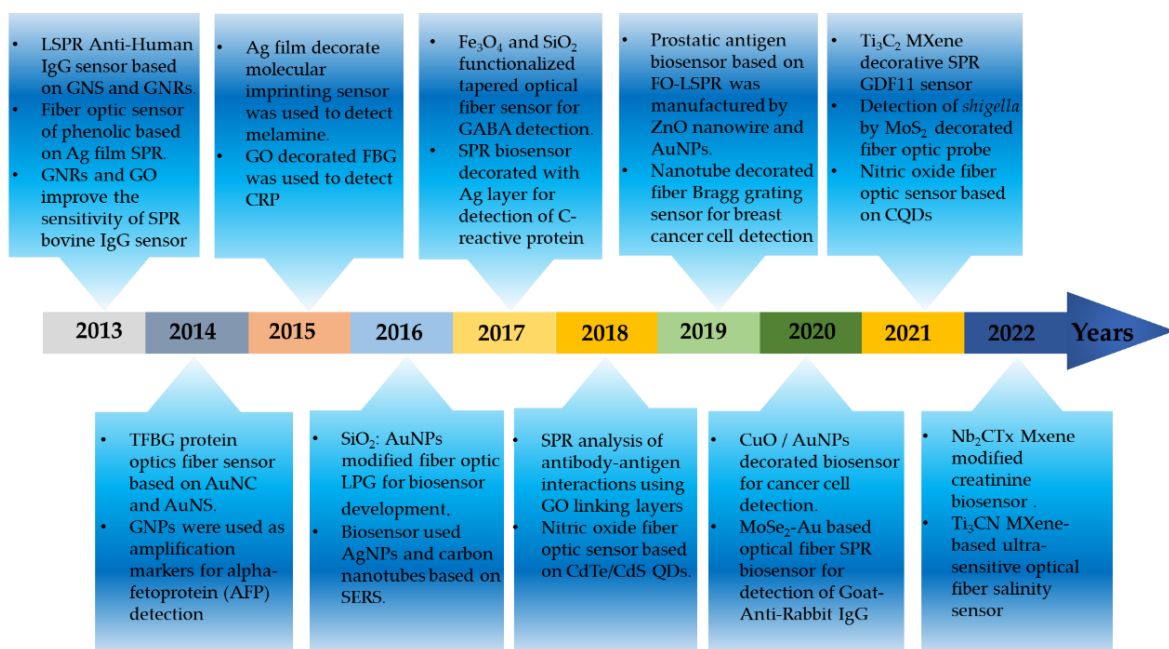 • LSPR Anti-Human
IgG sensor based
on GNS and GNRs.
• Fiber optic sensor
of phenolic based
on Ag film SPR.
• GNRs and GO
improve the
sensitivity of SPR
bovine IgG sensor
• Ag film decorate
molecular
imprinting sensor
was used to detect
melamine.
• GO decorated FBG
was used to detect
CRP
• Fe₃O₄ and SiO₂
functionalized
tapered optical
fiber sensor for
GABA detection.
• SPR biosensor
decorated with
Ag layer for
detection of C-
reactive protein
• Prostatic antigen
biosensor based on
FO-LSPR was
manufactured by
ZnO nanowire and
AuNPs.
• Nanotube decorated
fiber Bragg grating
sensor for breast
cancer cell detection
• Ti₃C₂ MXene
decorative SPR
GDF11 sensor
• Detection of shigella
by MoS₂ decorated
fiber optic probe
• Nitric oxide fiber
optic sensor based
on CQDs
2013 2014 2015 2016 2017 2018 2019 2020 2021 2022 Years
• TFBG protein
optics fiber sensor
based on AuNC
and AuNS.
• GNPs were used as
amplification
markers for alpha-
fetoprotein (AFP)
detection
• SiO₂: AuNPs
modified fiber optic
LPG for biosensor
development.
• Biosensor used
AgNPs and carbon
nanotubes based on
SERS.
• SPR analysis of
antibody-antigen
interactions using
GO linking layers
• Nitric oxide fiber
optic sensor based
on CdTe/CdS QDs.
• CuO / AuNPs
decorated biosensor
for cancer cell
detection.
• MoSe₂-Au based
optical fiber SPR
biosensor for
detection of Goat-
Anti-Rabbit IgG
• Nb₂CTx Mxene
modified
creatinine
biosensor .
• Ti₃CN MXene-
based ultra-
sensitive optical
fiber salinity
sensor